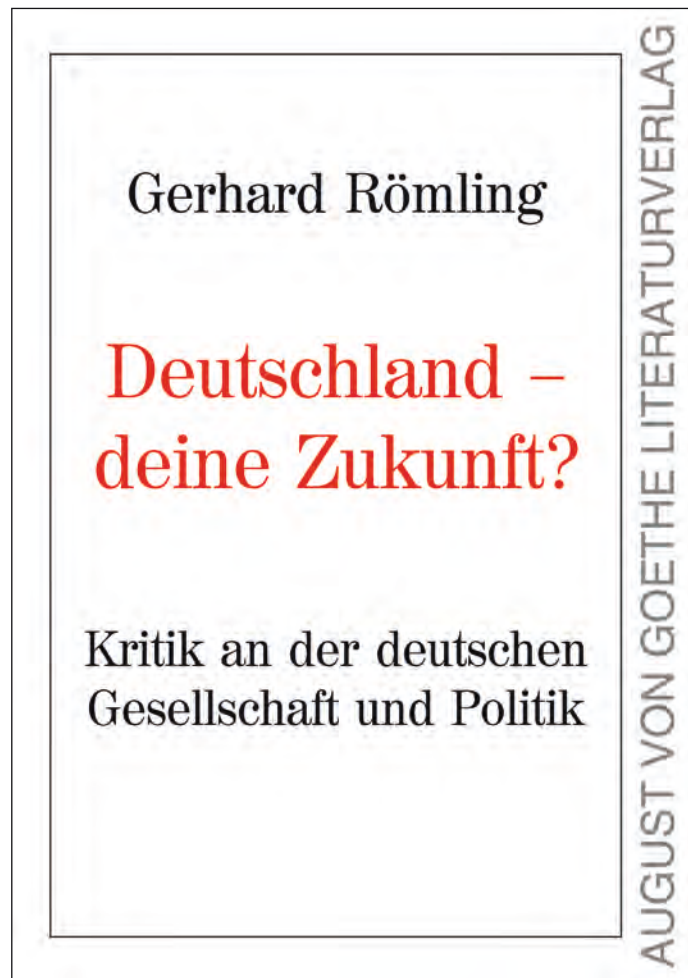 Gerhard Römling
Deutschland –
deine Zukunft?
Kritik an der deutschen
Gesellschaft und Politik
AUGUST VON GOETHE LITERATURVERLAG